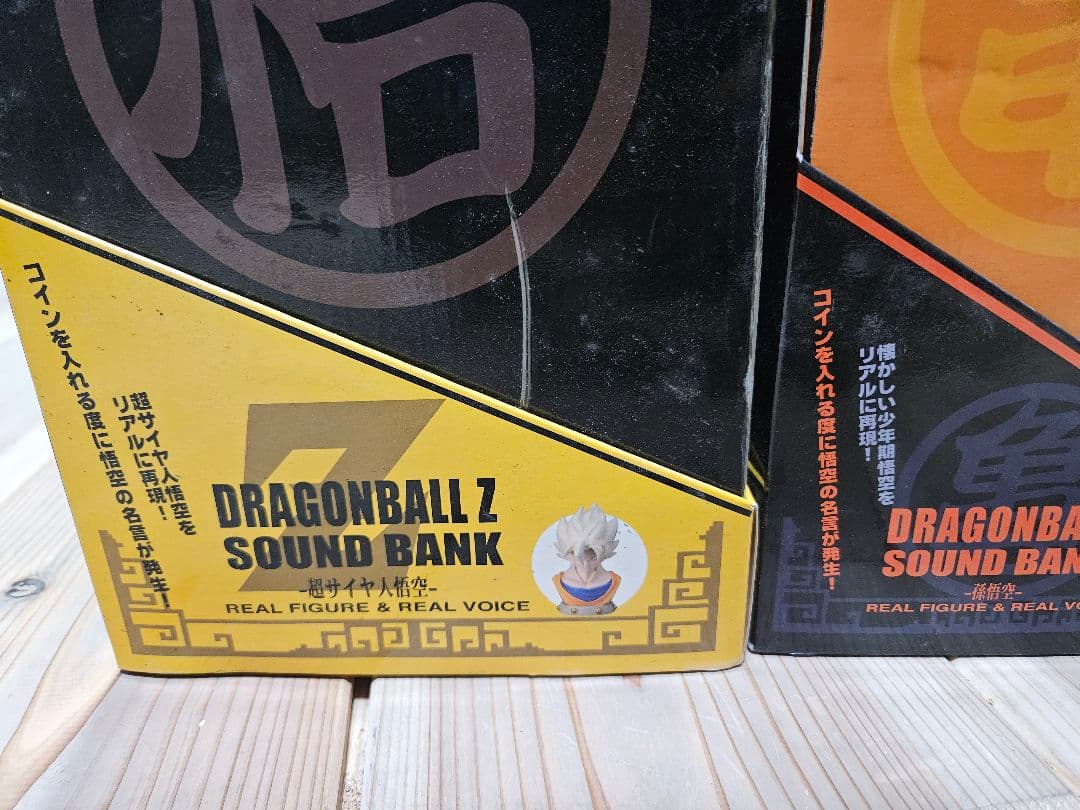 悟
コインを入れる度に悟空の名言が発生！
超サイヤ人悟空を
リアルに再現！
Z
DRAGONBALL Z
SOUND BANK
-超サイヤ人悟空-
REAL FIGURE & REAL VOICE
亀
コインを入れる度に悟空の名言が発生！
懐かしい少年期悟空を
リアルに再現！
亀
DRAGONBA
SOUND BAN
-孫悟空-
REAL FIGURE & REAL VO